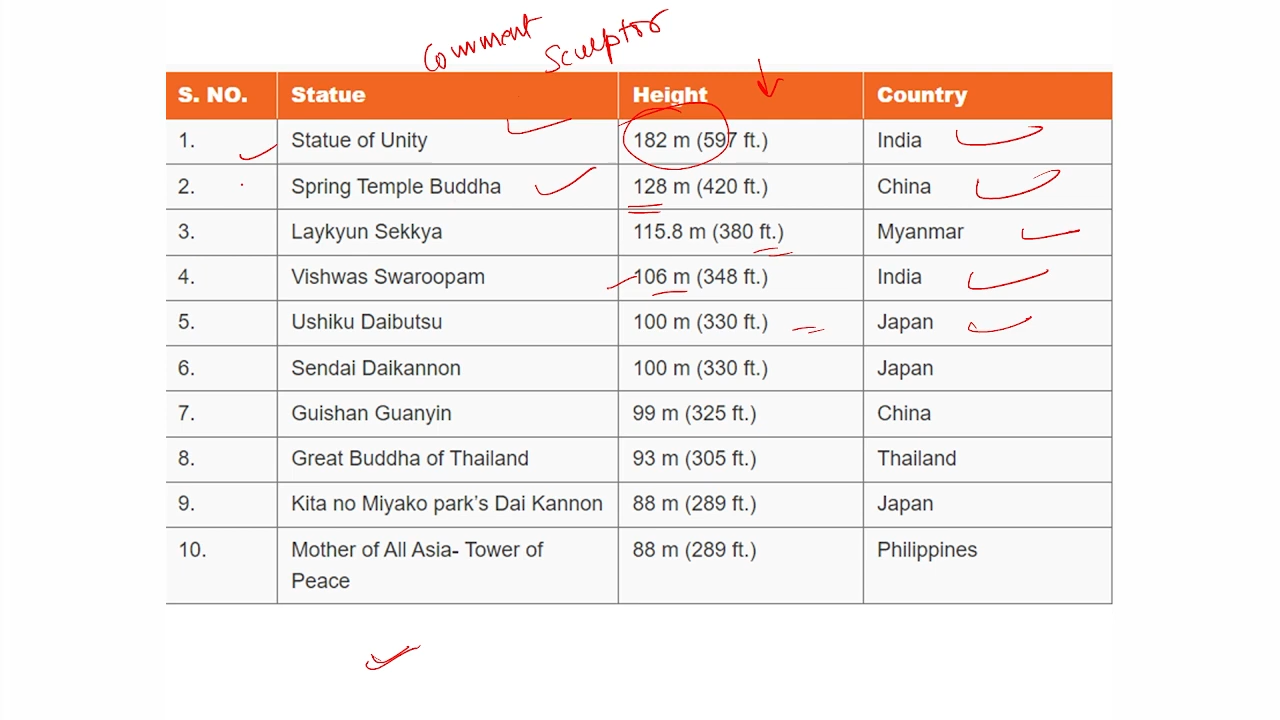 Comment Sculptor
S. NO. Statue Height Country
1. Statue of Unity 182 m (597 ft.) India
2. Spring Temple Buddha 128 m (420 ft.) China
3. Laykyun Sekkya 115.8 m (380 ft.) Myanmar
4. Vishwas Swaroopam 106 m (348 ft.) India
5. Ushiku Daibutsu 100 m (330 ft.) Japan
6. Sendai Daikannon 100 m (330 ft.) Japan
7. Guishan Guanyin 99 m (325 ft.) China
8. Great Buddha of Thailand 93 m (305 ft.) Thailand
9. Kita no Miyako park’s Dai Kannon 88 m (289 ft.) Japan
10. Mother of All Asia- Tower of 88 m (289 ft.) Philippines
Peace